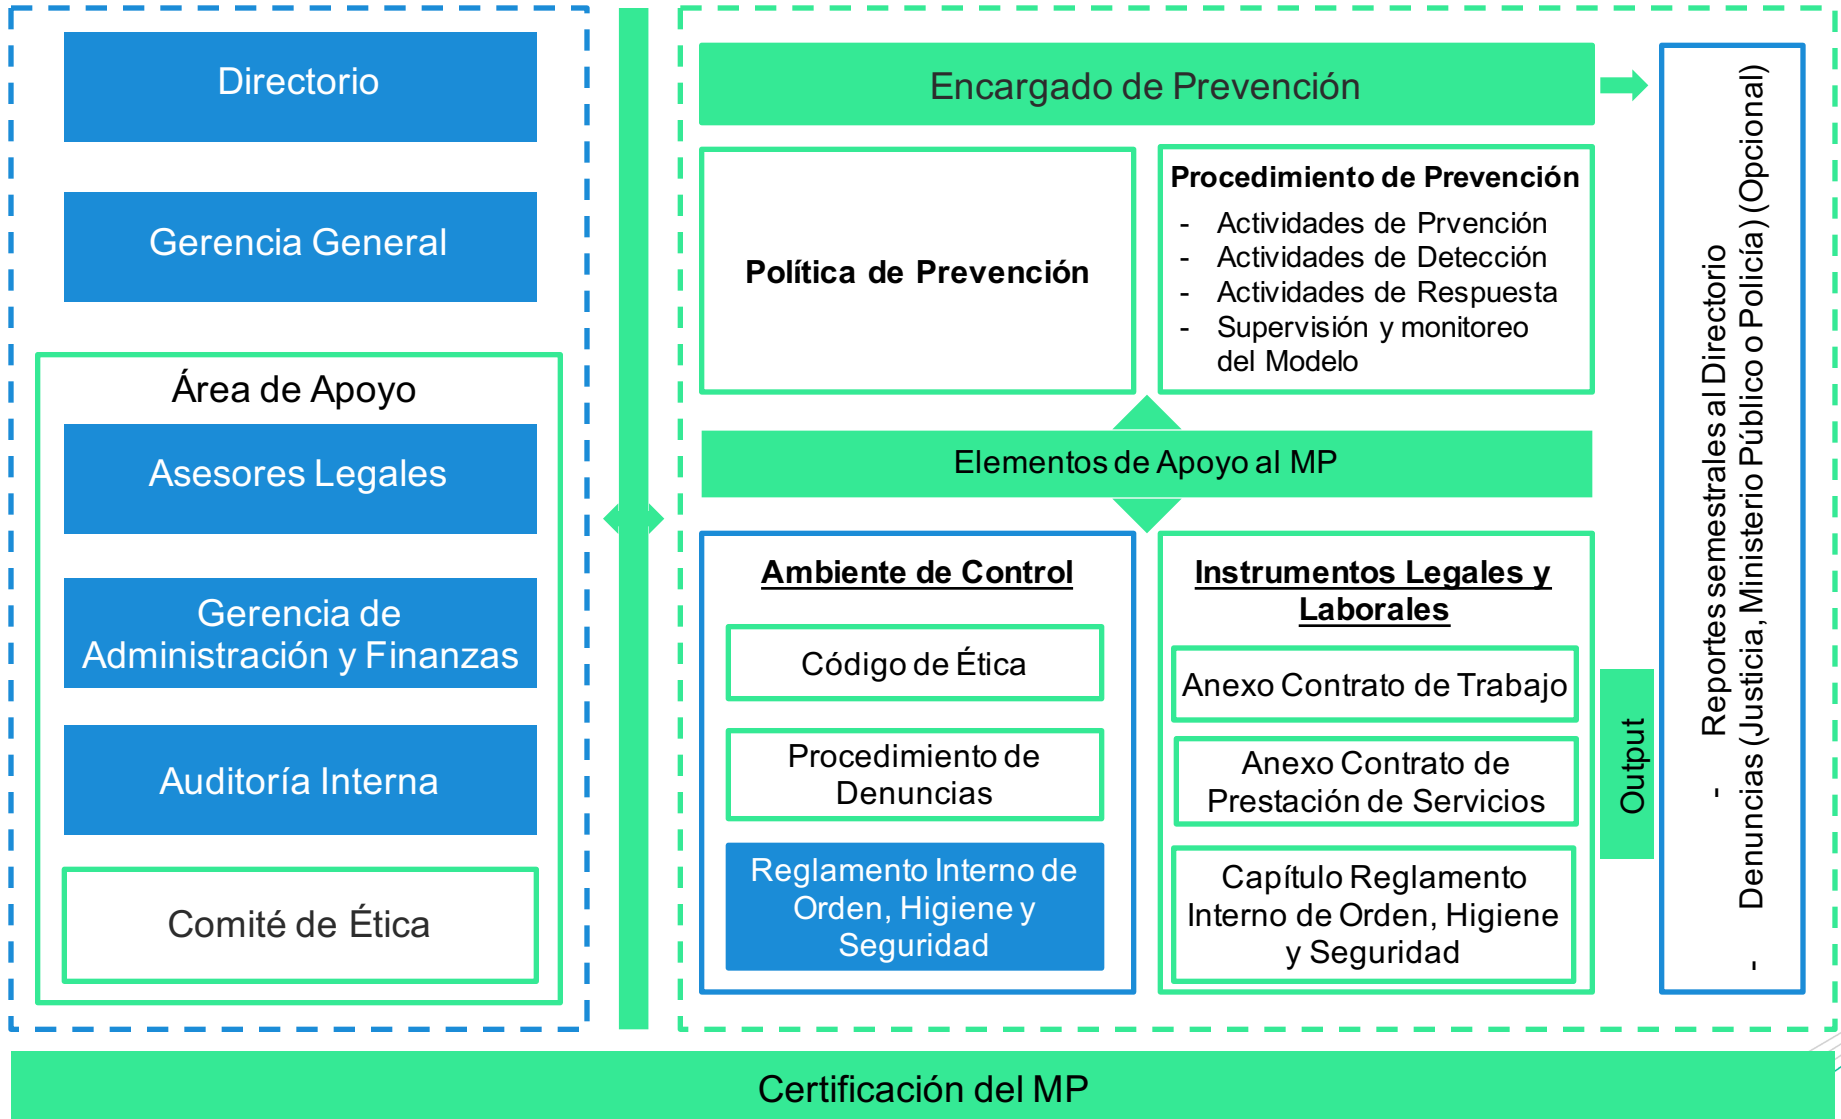 Directorio
Gerencia General
Área de Apoyo
Asesores Legales
Gerencia de
Administración y Finanzas
Auditoría Interna
Comité de Ética
Encargado de Prevención
Política de Prevención
Procedimiento de Prevención
- Actividades de Prvención
- Actividades de Detección
- Actividades de Respuesta
- Supervisión y monitoreo
del Modelo
Elementos de Apoyo al MP
Ambiente de Control
Código de Ética
Procedimiento de
Denuncias
Reglamento Interno de
Orden, Higiene y
Seguridad
Instrumentos Legales y
Laborales
Anexo Contrato de Trabajo
Anexo Contrato de
Prestación de Servicios
Capítulo Reglamento
Interno de Orden, Higiene
y Seguridad
Output
- Reportes semestrales al Directorio
- Denuncias (Justicia, Ministerio Público o Policía) (Opcional)
Certificación del MP